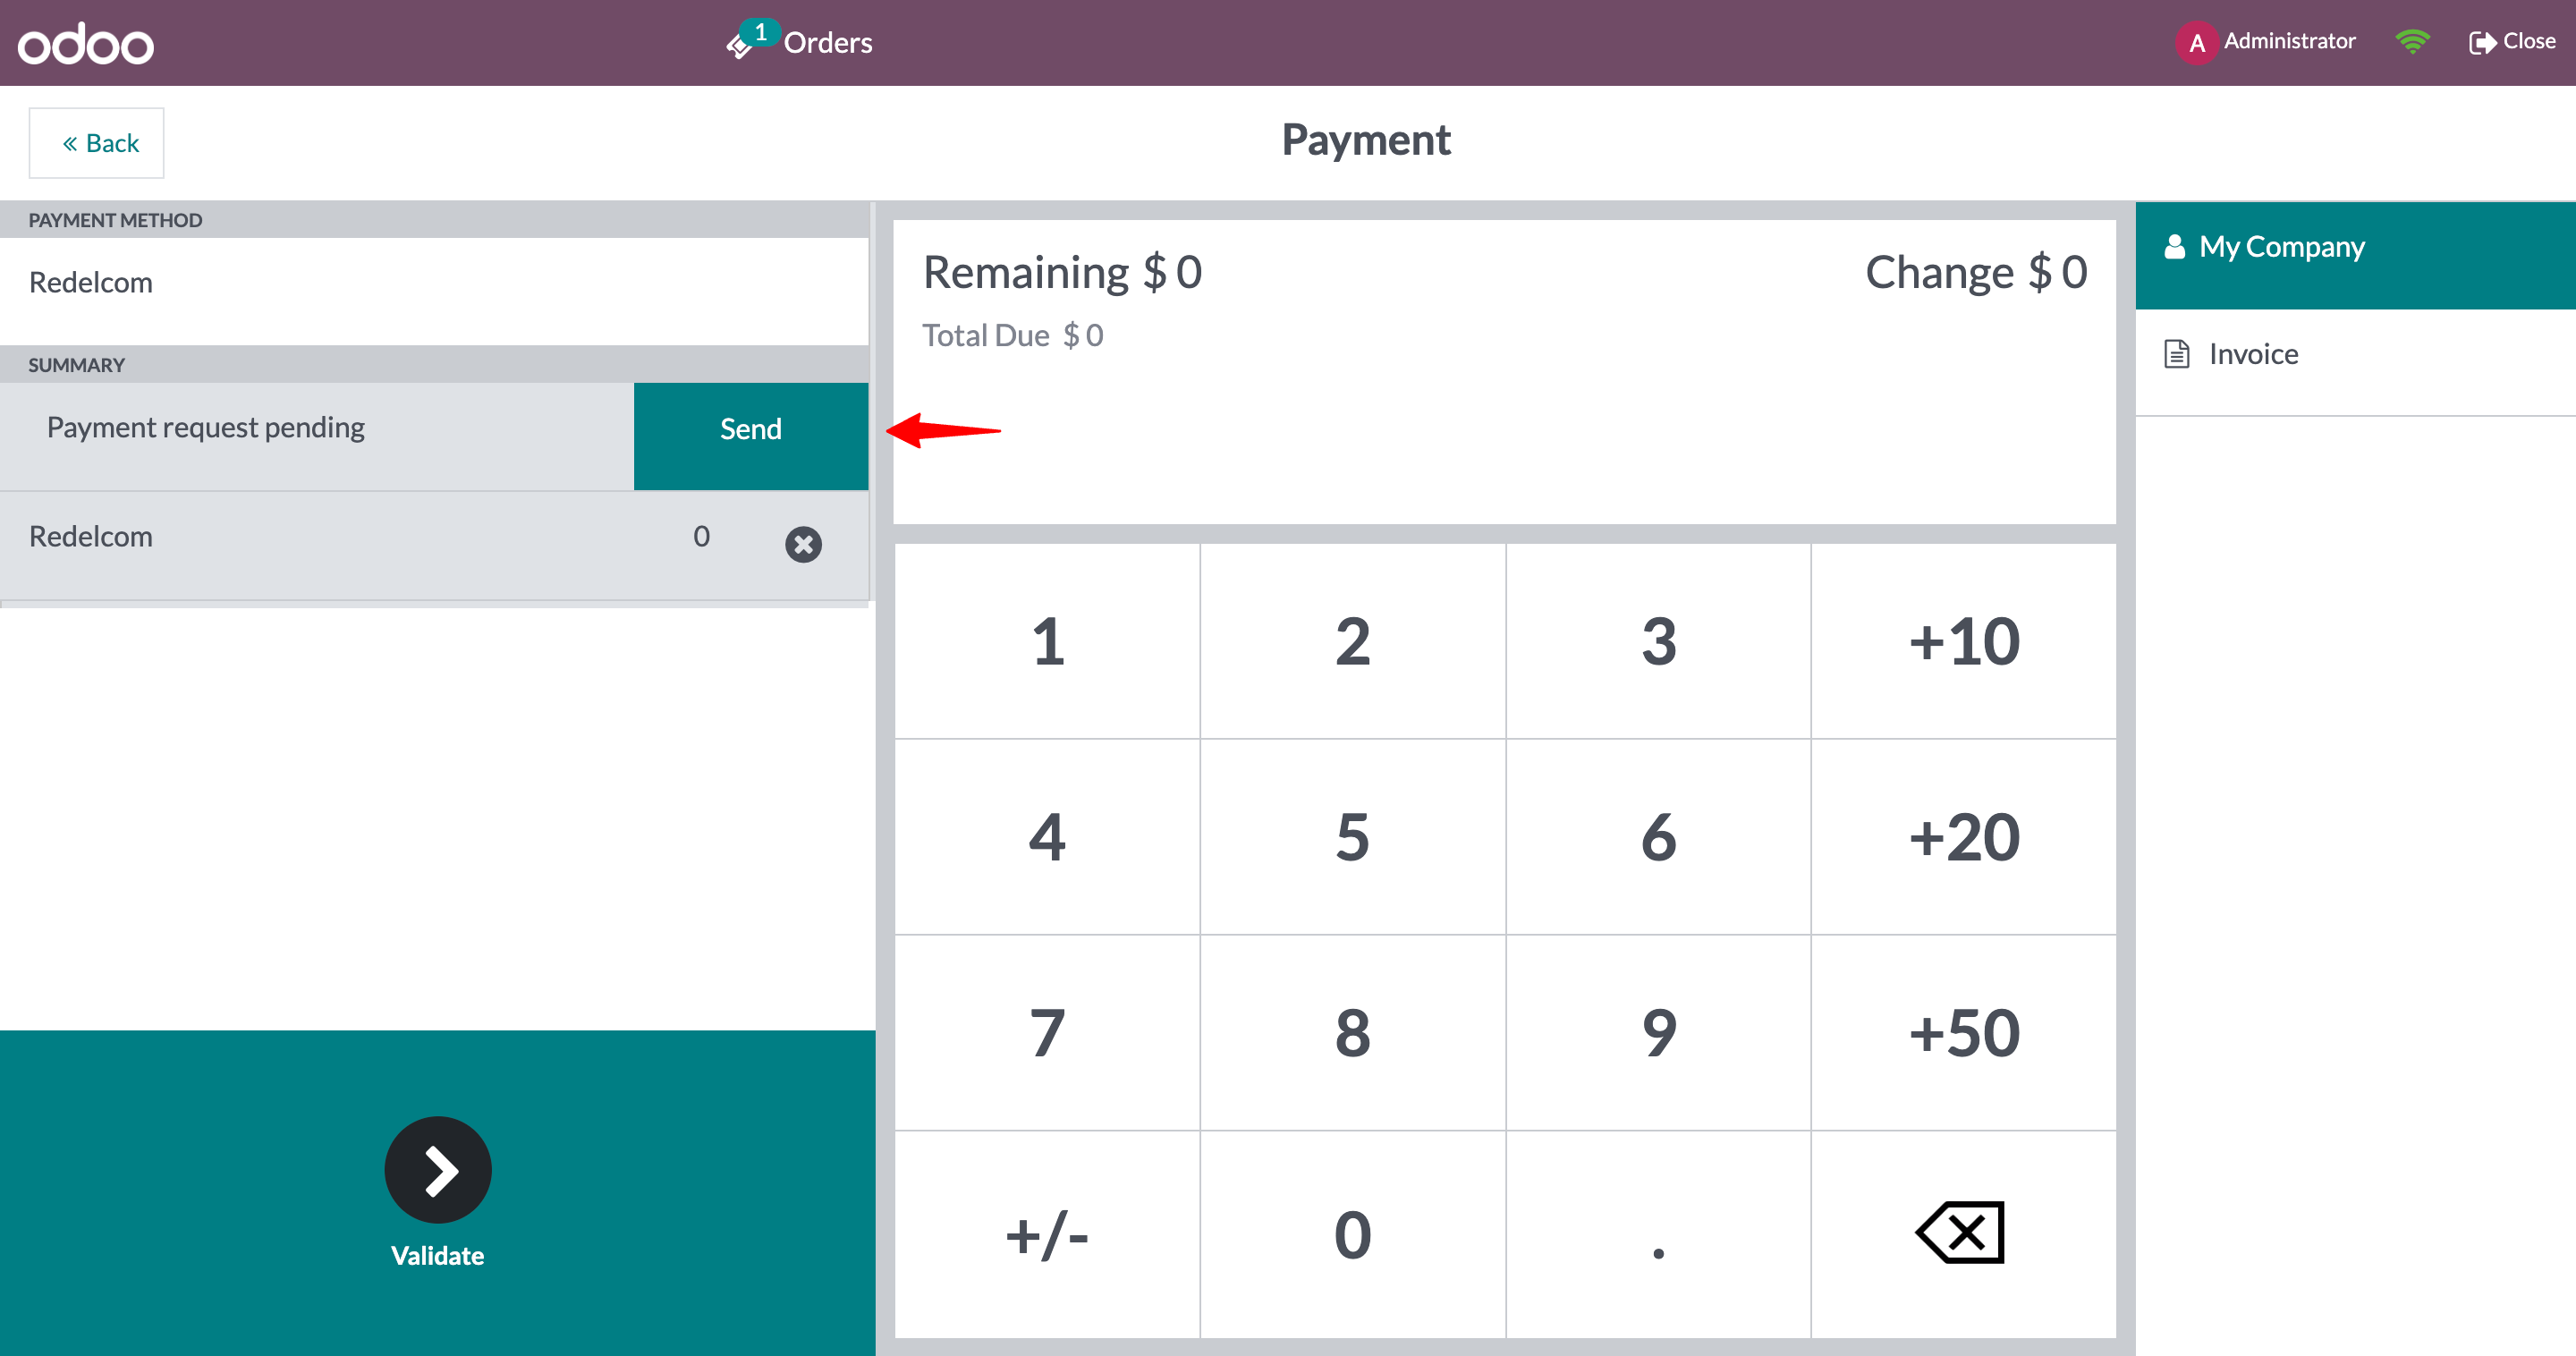 odoo
1 Orders
A Administrator
Close
« Back
Payment
PAYMENT METHOD
Redelcom
SUMMARY
Payment request pending
Send
Redelcom 0
Validate
Remaining $ 0
Change $ 0
Total Due $ 0
1 2 3 +10
4 5 6 +20
7 8 9 +50
+/- 0 .
My Company
Invoice